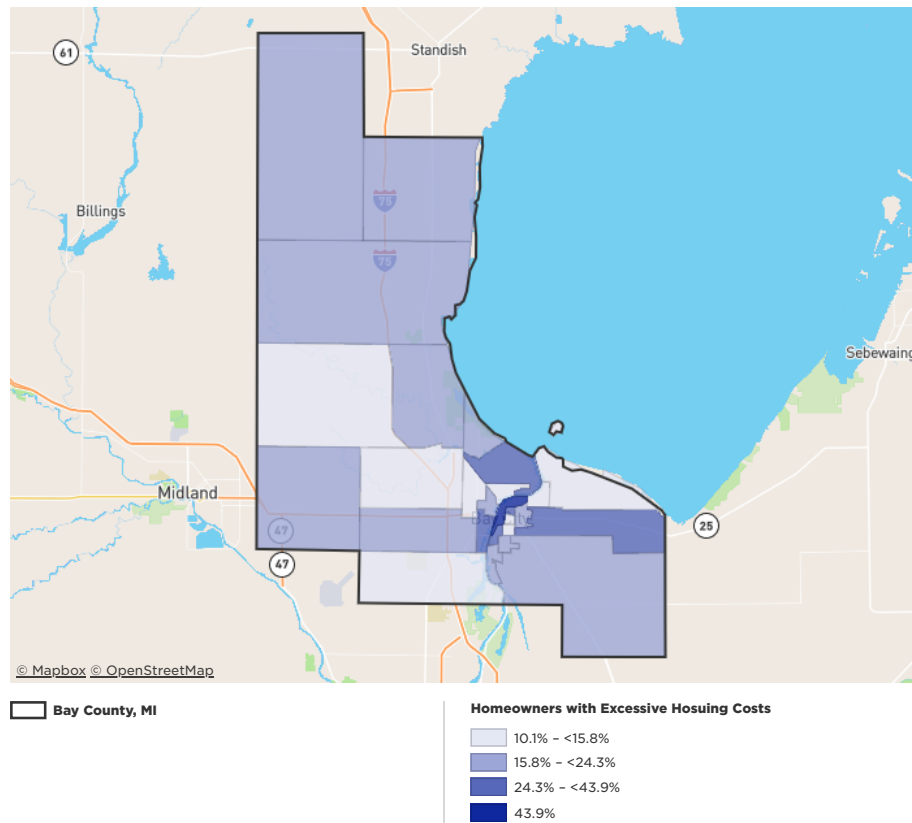 61
Standish
75
Billings
75
Sebewaing
Midland
Bay City
25
47
47
© Mapbox © OpenStreetMap
Bay County, MI
Homeowners with Excessive Hosuing Costs
10.1% – <15.8%
15.8% – <24.3%
24.3% – <43.9%
43.9%